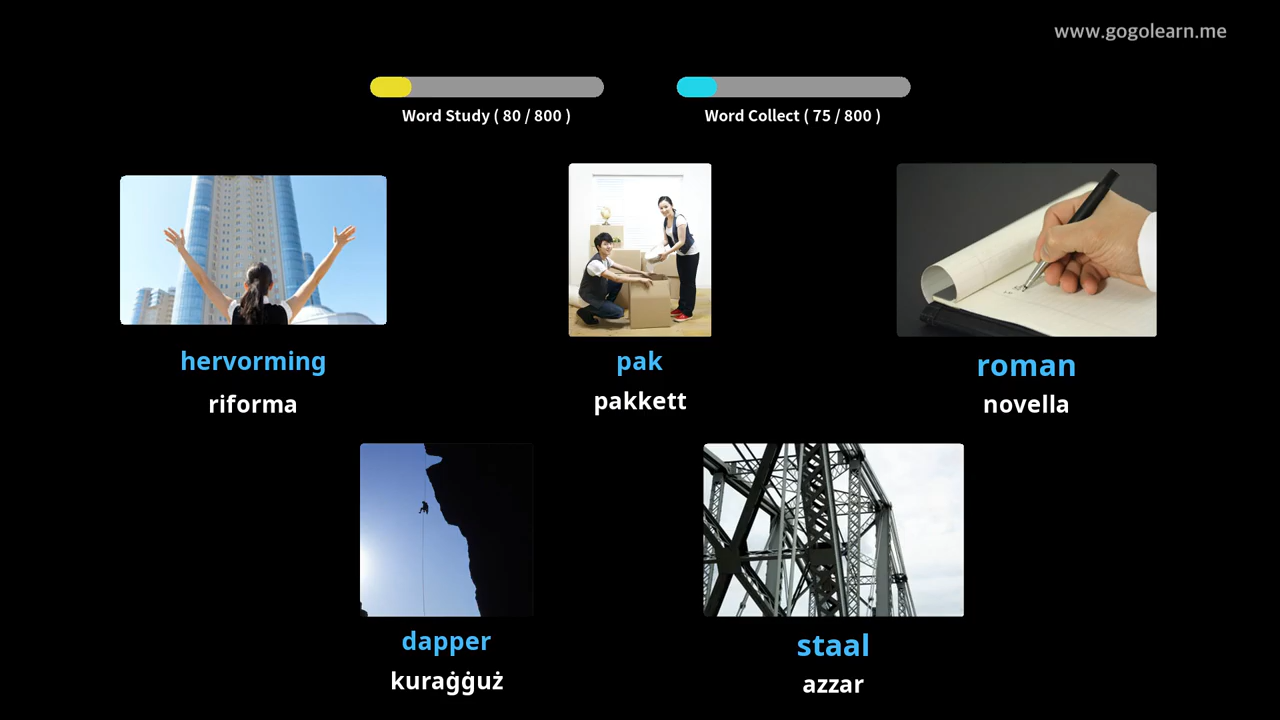 www.gogolearn.me
Word Study ( 80 / 800 )
Word Collect ( 75 / 800 )
hervorming
riforma
pak
pakkett
roman
novella
dapper
kuraġġuż
staal
azzar